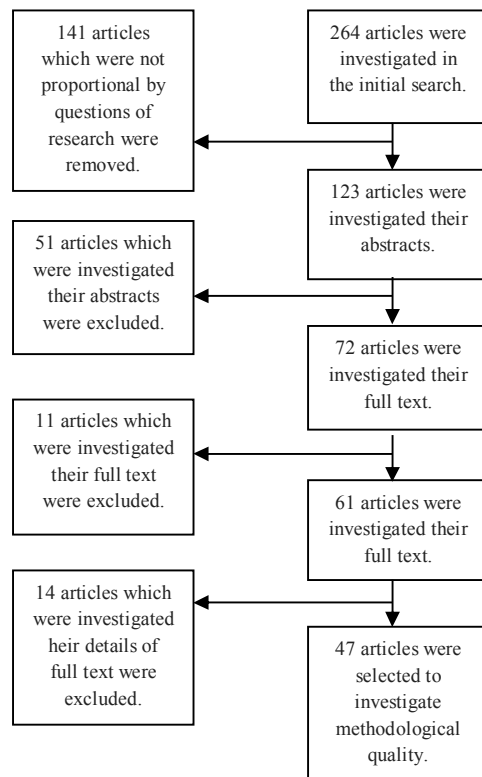 141 articles
which were not
proportional by
questions of
research were
removed.
264 articles were
investigated in
the initial search.
123 articles were
investigated their
abstracts.
51 articles which
were investigated
their abstracts
were excluded.
72 articles were
investigated their
full text.
11 articles which
were investigated
their full text
were excluded.
61 articles were
investigated their
full text.
14 articles which
were investigated
heir details of
full text were
excluded.
47 articles were
selected to
investigate
methodological
quality.